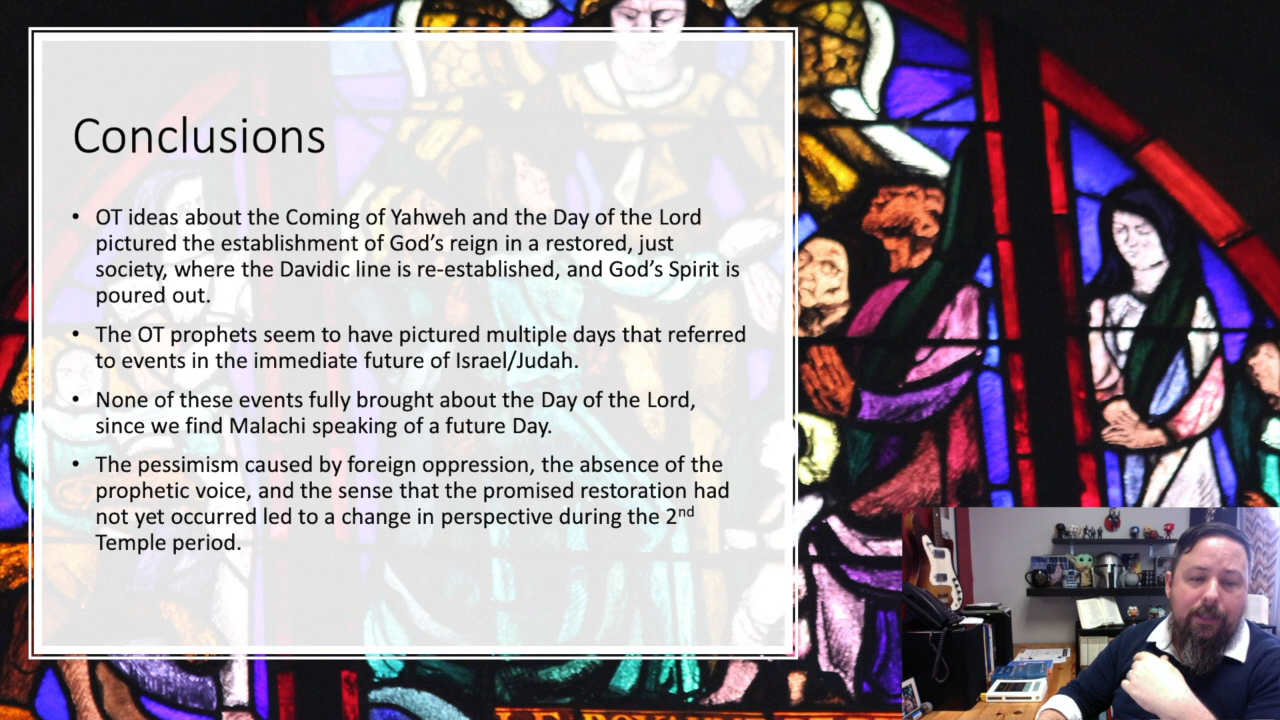 Conclusions
• OT ideas about the Coming of Yahweh and the Day of the Lord
pictured the establishment of God’s reign in a restored, just
society, where the Davidic line is re-established, and God’s Spirit is
poured out.
• The OT prophets seem to have pictured multiple days that referred
to events in the immediate future of Israel/Judah.
• None of these events fully brought about the Day of the Lord,
since we find Malachi speaking of a future Day.
• The pessimism caused by foreign oppression, the absence of the
prophetic voice, and the sense that the promised restoration had
not yet occurred led to a change in perspective during the 2nd
Temple period.